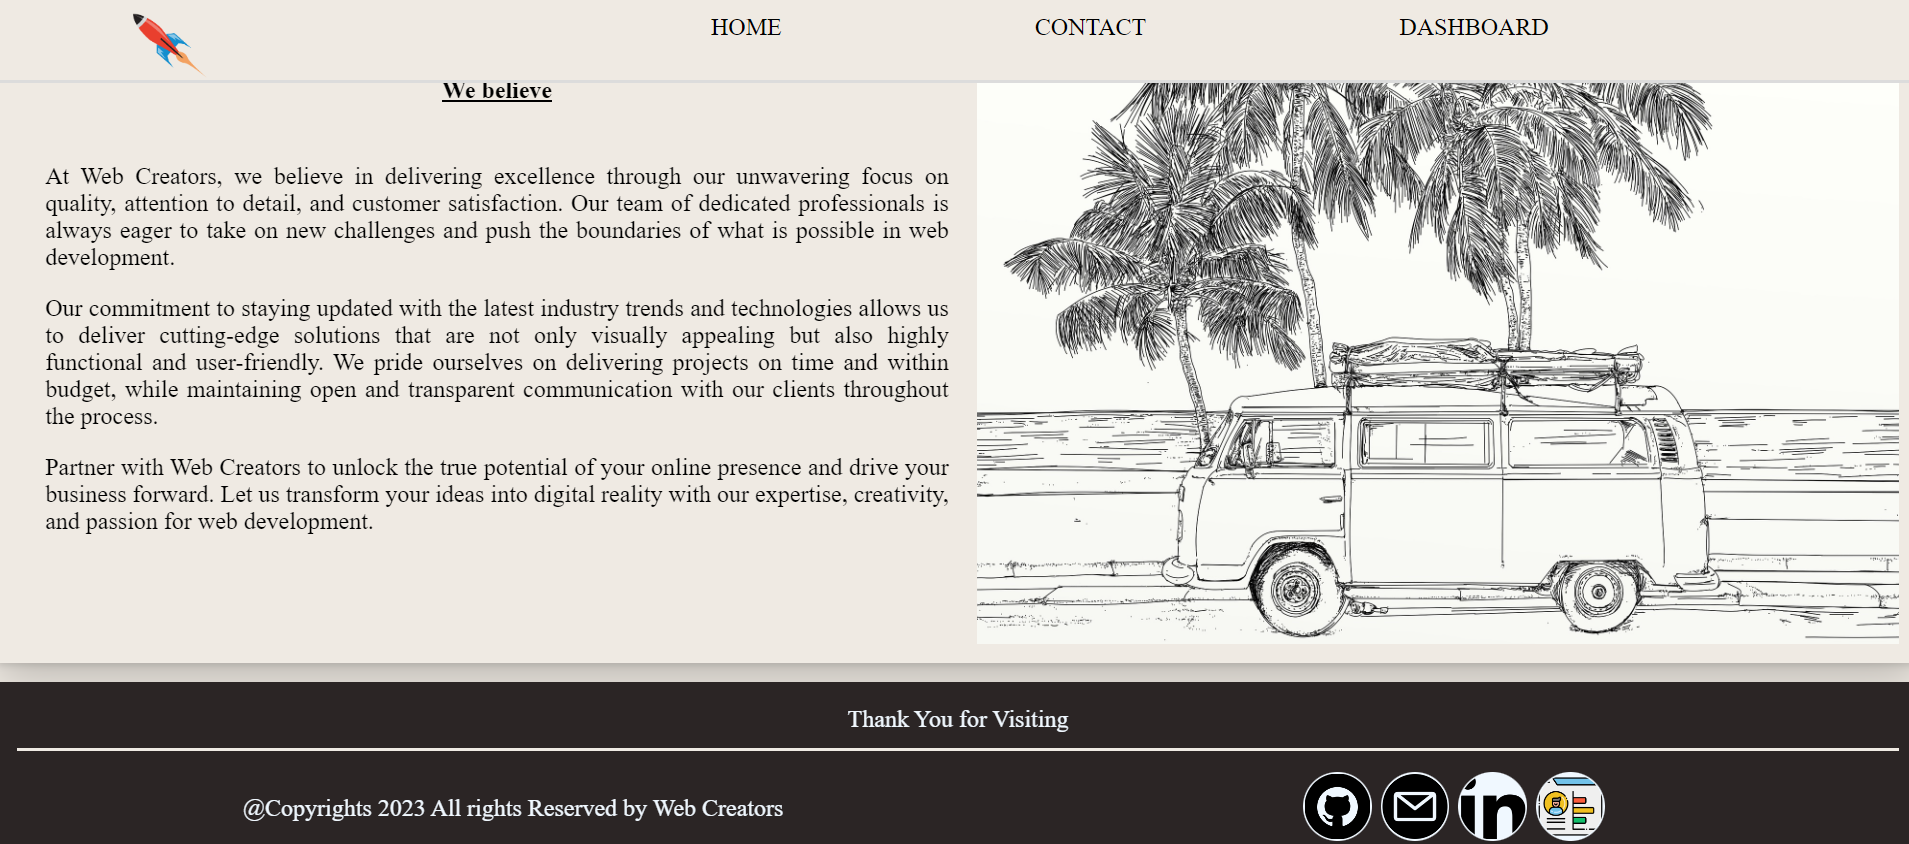 HOME CONTACT DASHBOARD
We believe
At Web Creators, we believe in delivering excellence through our unwavering focus on
quality, attention to detail, and customer satisfaction. Our team of dedicated professionals is
always eager to take on new challenges and push the boundaries of what is possible in web
development.
Our commitment to staying updated with the latest industry trends and technologies allows us
to deliver cutting-edge solutions that are not only visually appealing but also highly
functional and user-friendly. We pride ourselves on delivering projects on time and within
budget, while maintaining open and transparent communication with our clients throughout
the process.
Partner with Web Creators to unlock the true potential of your online presence and drive your
business forward. Let us transform your ideas into digital reality with our expertise, creativity,
and passion for web development.
Thank You for Visiting
@Copyrights 2023 All rights Reserved by Web Creators
in